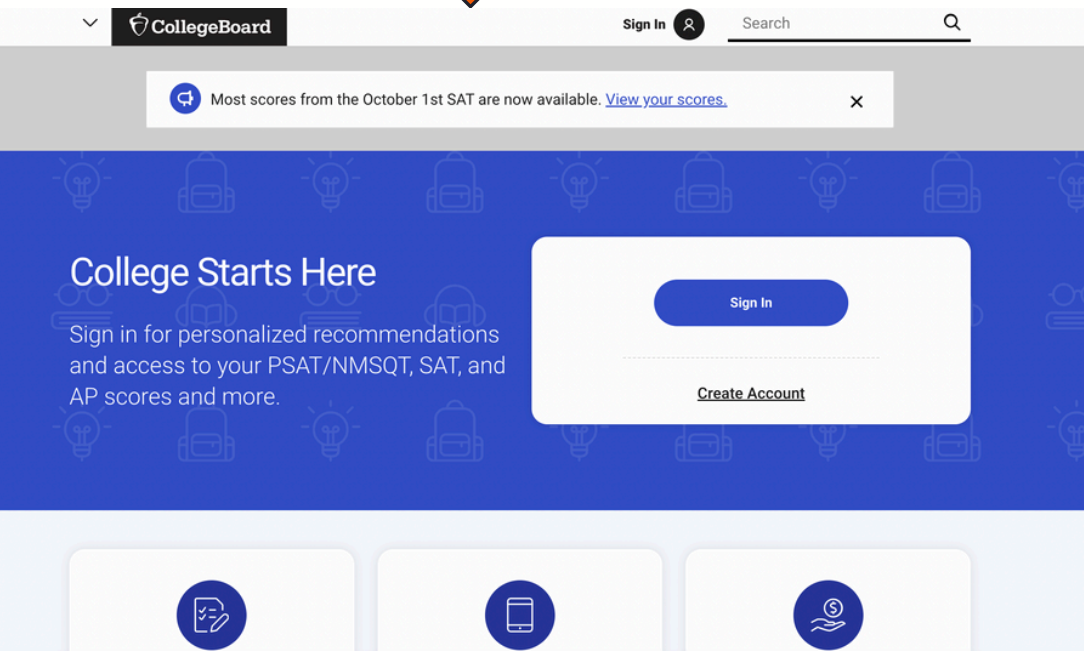 CollegeBoard
Sign In
Search
Most scores from the October 1st SAT are now available. View your scores.
College Starts Here
Sign in for personalized recommendations
and access to your PSAT/NMSQT, SAT, and
AP scores and more.
Sign In
Create Account